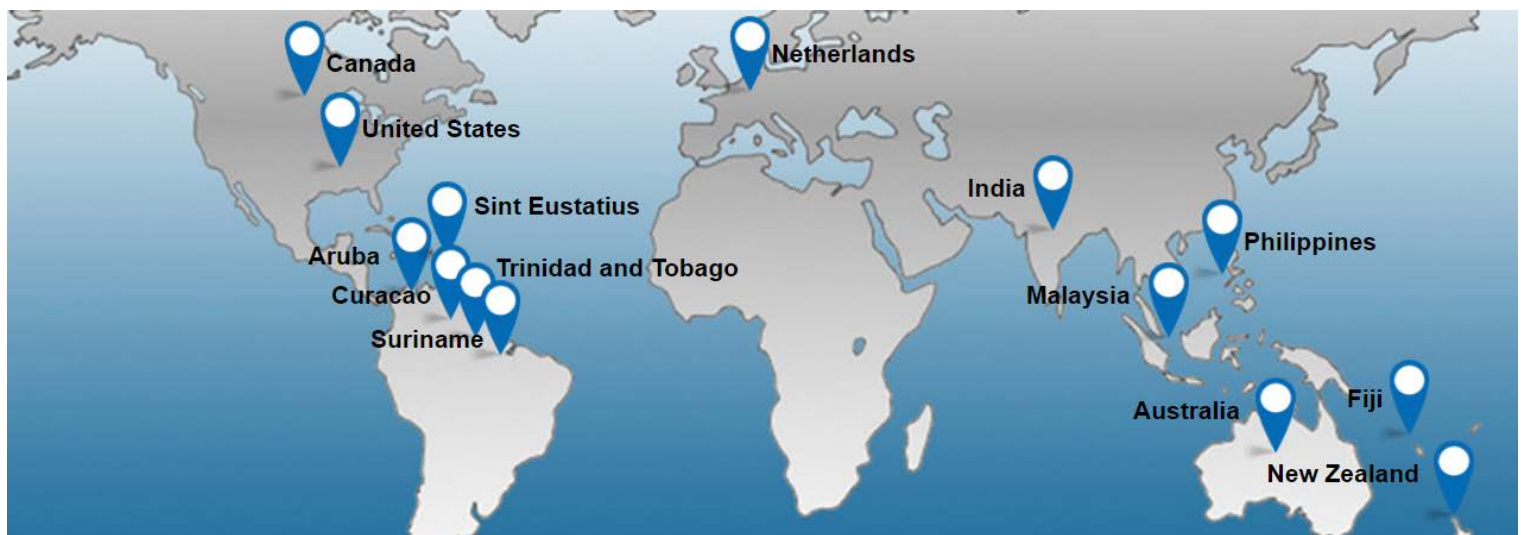 Netherlands
Canada
United States
India
Sint Eustatius
Philippines
Aruba
Trinidad and Tobago
Curacao
Malaysia
Suriname
Fiji
Australia
New Zealand